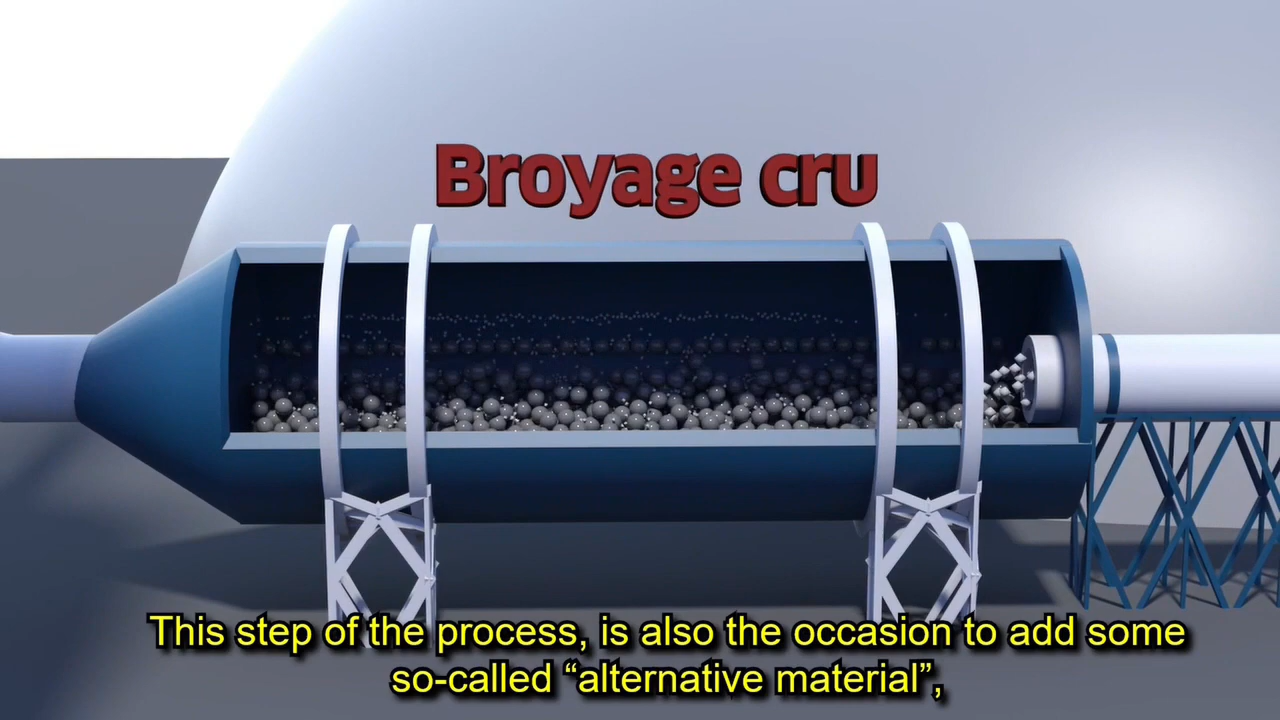 Broyage cru
This step of the process, is also the occasion to add some
so-called “alternative material”,